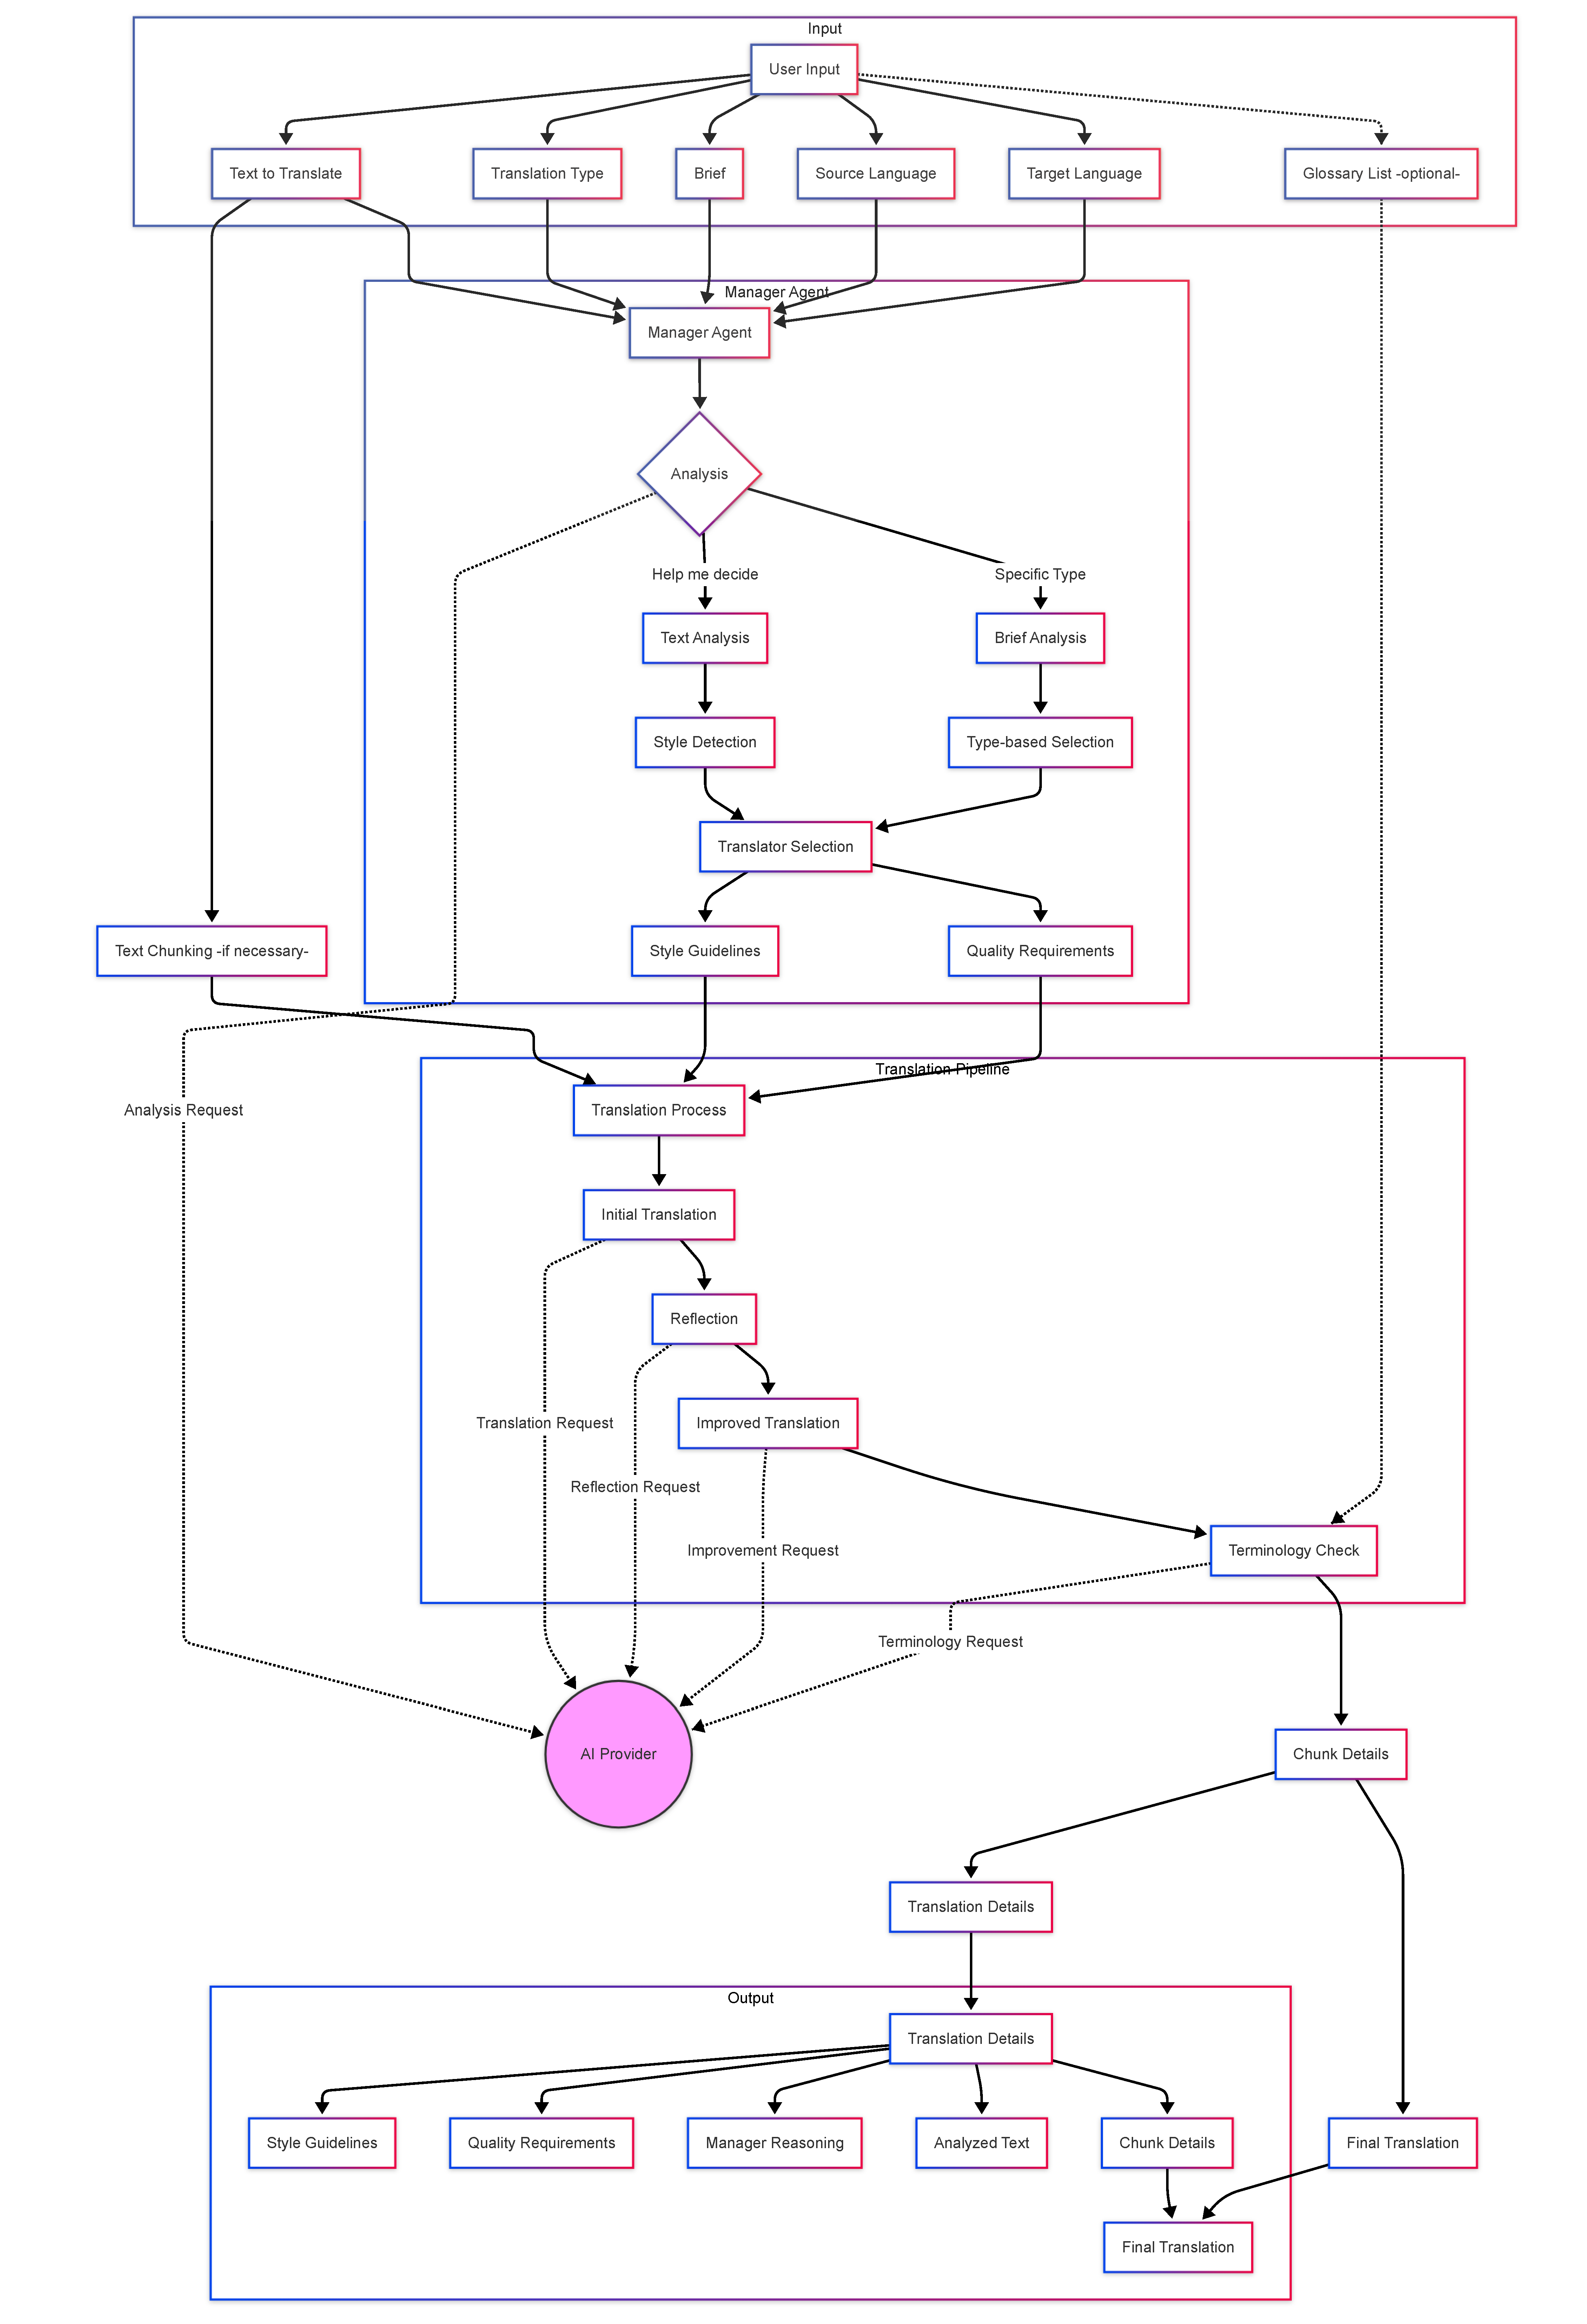 Input
User Input
Text to Translate
Translation Type
Brief
Source Language
Target Language
Glossary List -optional-
Manager Agent
Manager Agent
Analysis
Help me decide
Specific Type
Text Analysis
Brief Analysis
Style Detection
Type-based Selection
Translator Selection
Text Chunking -if necessary-
Style Guidelines
Quality Requirements
Translation Pipeline
Translation Process
Analysis Request
Initial Translation
Reflection
Translation Request
Improved Translation
Reflection Request
Improvement Request
Terminology Check
Terminology Request
AI Provider
Chunk Details
Translation Details
Output
Translation Details
Style Guidelines
Quality Requirements
Manager Reasoning
Analyzed Text
Chunk Details
Final Translation
Final Translation